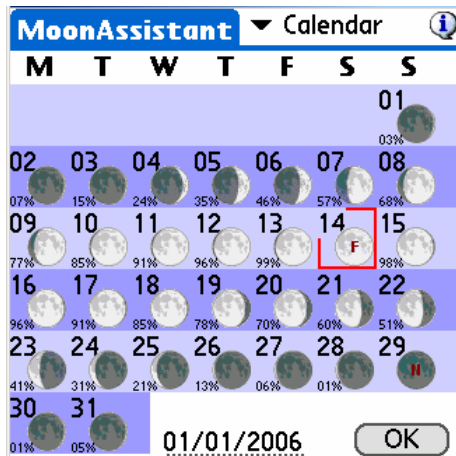 MoonAssistant Calendar i
M T W T F S S
01
03%
02 03 04 05 06 07 08
07% 15% 24% 35% 46% 57% 68%
09 10 11 12 13 14 15
F
77% 85% 91% 96% 99% 98%
16 17 18 19 20 21 22
96% 91% 85% 78% 70% 60% 51%
23 24 25 26 27 28 29
N
41% 31% 21% 13% 06% 01%
30 31
01% 05%
01/01/2006 OK